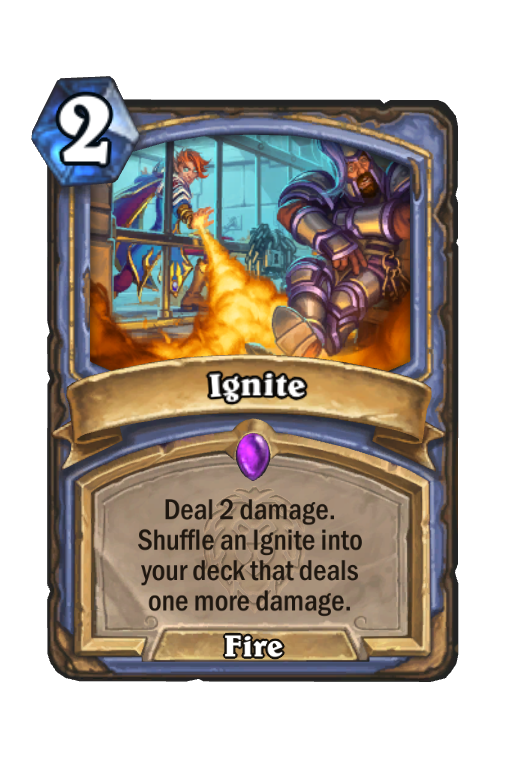 2
Ignite
Deal 2 damage.
Shuffle an Ignite into
your deck that deals
one more damage.
Fire